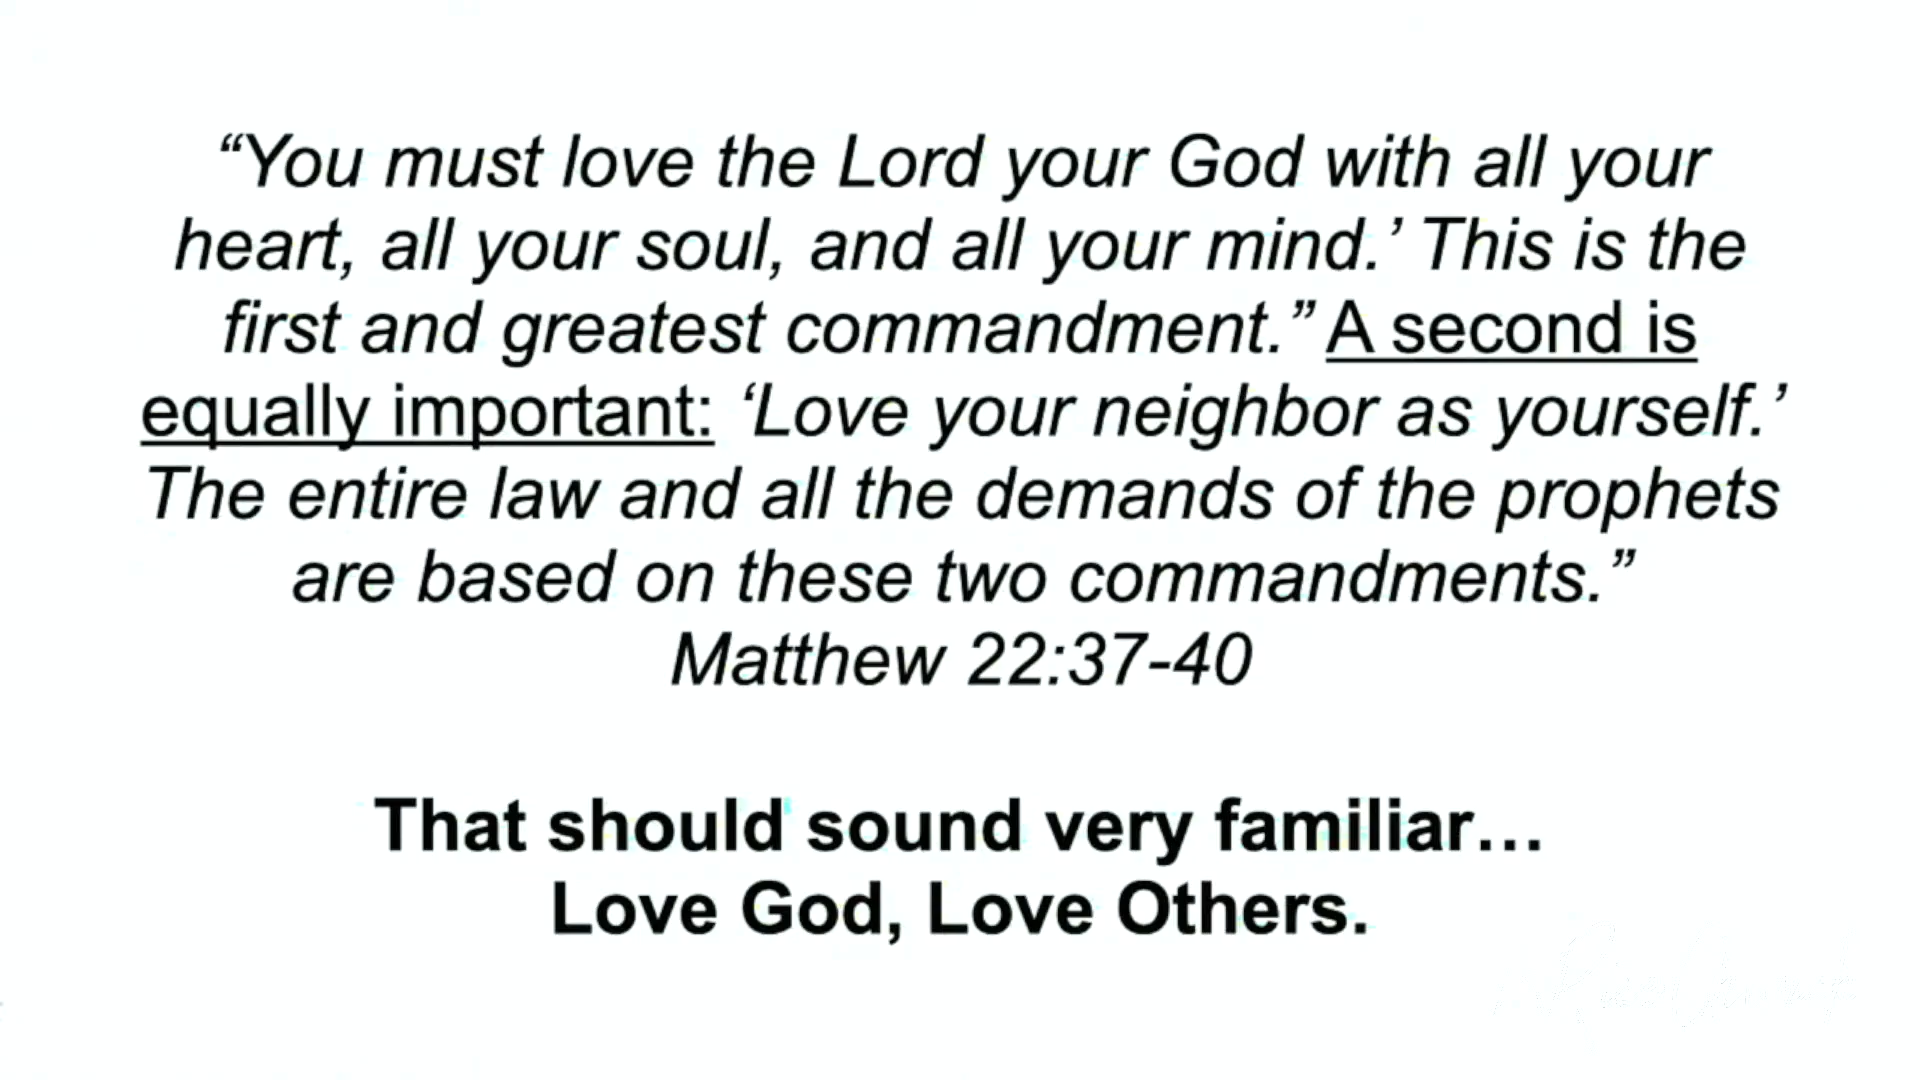 “You must love the Lord your God with all your
heart, all your soul, and all your mind.’ This is the
first and greatest commandment.” A second is
equally important: ‘Love your neighbor as yourself.’
The entire law and all the demands of the prophets
are based on these two commandments.”
Matthew 22:37-40
That should sound very familiar…
Love God, Love Others.